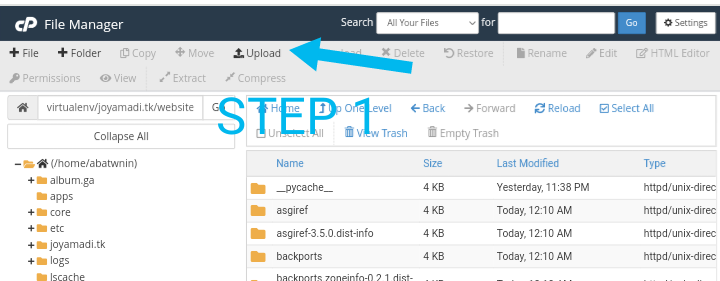 cP File Manager Search All Your Files for Go Settings
+ File + Folder Copy Move Upload Delete Restore Rename Edit HTML Editor
Permissions View Extract Compress
virtualenv/joyamadi.tk/website Home Up One Level Back Forward Reload Select All
STEP 1
Collapse All Unselect All View Trash Empty Trash
Name Size Last Modified Type
(/home/abatwnin)
album.ga
apps
core
etc
joyamadi.tk
logs
lscache
__pycache__ 4 KB Yesterday, 11:38 PM httpd/unix-direc
asgiref 4 KB Today, 12:10 AM httpd/unix-direc
asgiref-3.5.0.dist-info 4 KB Today, 12:10 AM httpd/unix-direc
backports 4 KB Today, 12:10 AM httpd/unix-direc
backports.zoneinfo-0.2.1.dist-